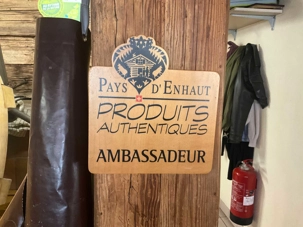 PAYS D'ENHAUT
PRODUITS
AUTHENTIQUES
AMBASSADEUR